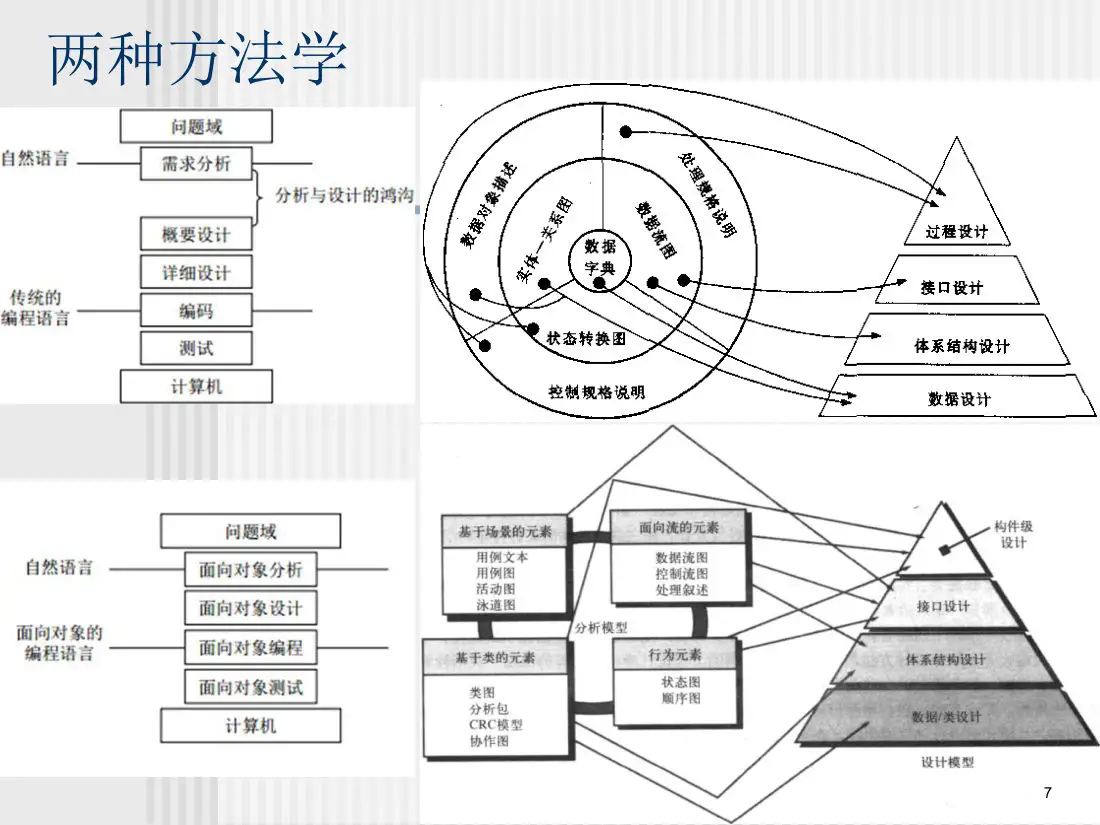 两种方法学
问题域
自然语言
需求分析
分析与设计的鸿沟
概要设计
详细设计
传统的
编程语言
编码
测试
计算机
数据对象描述
处理规格说明
实体一关系图
数据流图
数据
字典
状态转换图
控制规格说明
过程设计
接口设计
体系结构设计
数据设计
问题域
自然语言
面向对象分析
面向对象设计
面向对象的
编程语言
面向对象编程
面向对象测试
计算机
基于场景的元素
用例文本
用例图
活动图
泳道图
面向流的元素
数据流图
控制流图
处理叙述
分析模型
基于类的元素
类图
分析包
CRC模型
协作图
行为元素
状态图
顺序图
构件级
设计
接口设计
体系结构设计
数据/类设计
设计模型
7